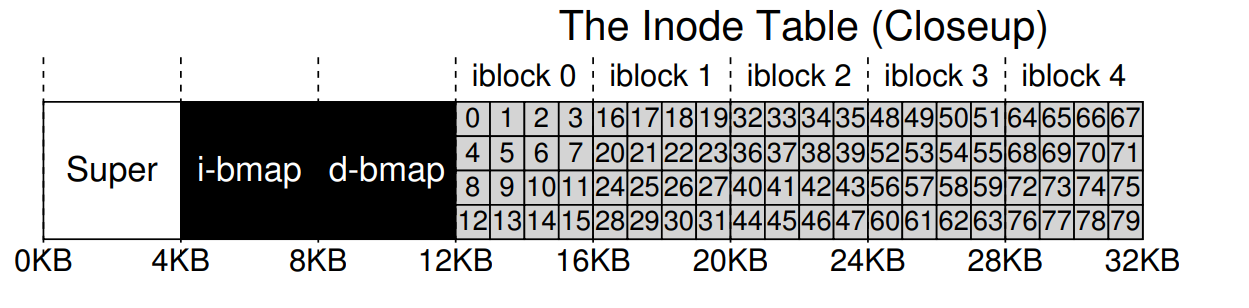 The Inode Table (Closeup)
iblock 0 iblock 1 iblock 2 iblock 3 iblock 4
Super i-bmap d-bmap
0 1 2 3 16 17 18 19 32 33 34 35 48 49 50 51 64 65 66 67
4 5 6 7 20 21 22 23 36 37 38 39 52 53 54 55 68 69 70 71
8 9 10 11 24 25 26 27 40 41 42 43 56 57 58 59 72 73 74 75
12 13 14 15 28 29 30 31 44 45 46 47 60 61 62 63 76 77 78 79
0KB 4KB 8KB 12KB 16KB 20KB 24KB 28KB 32KB